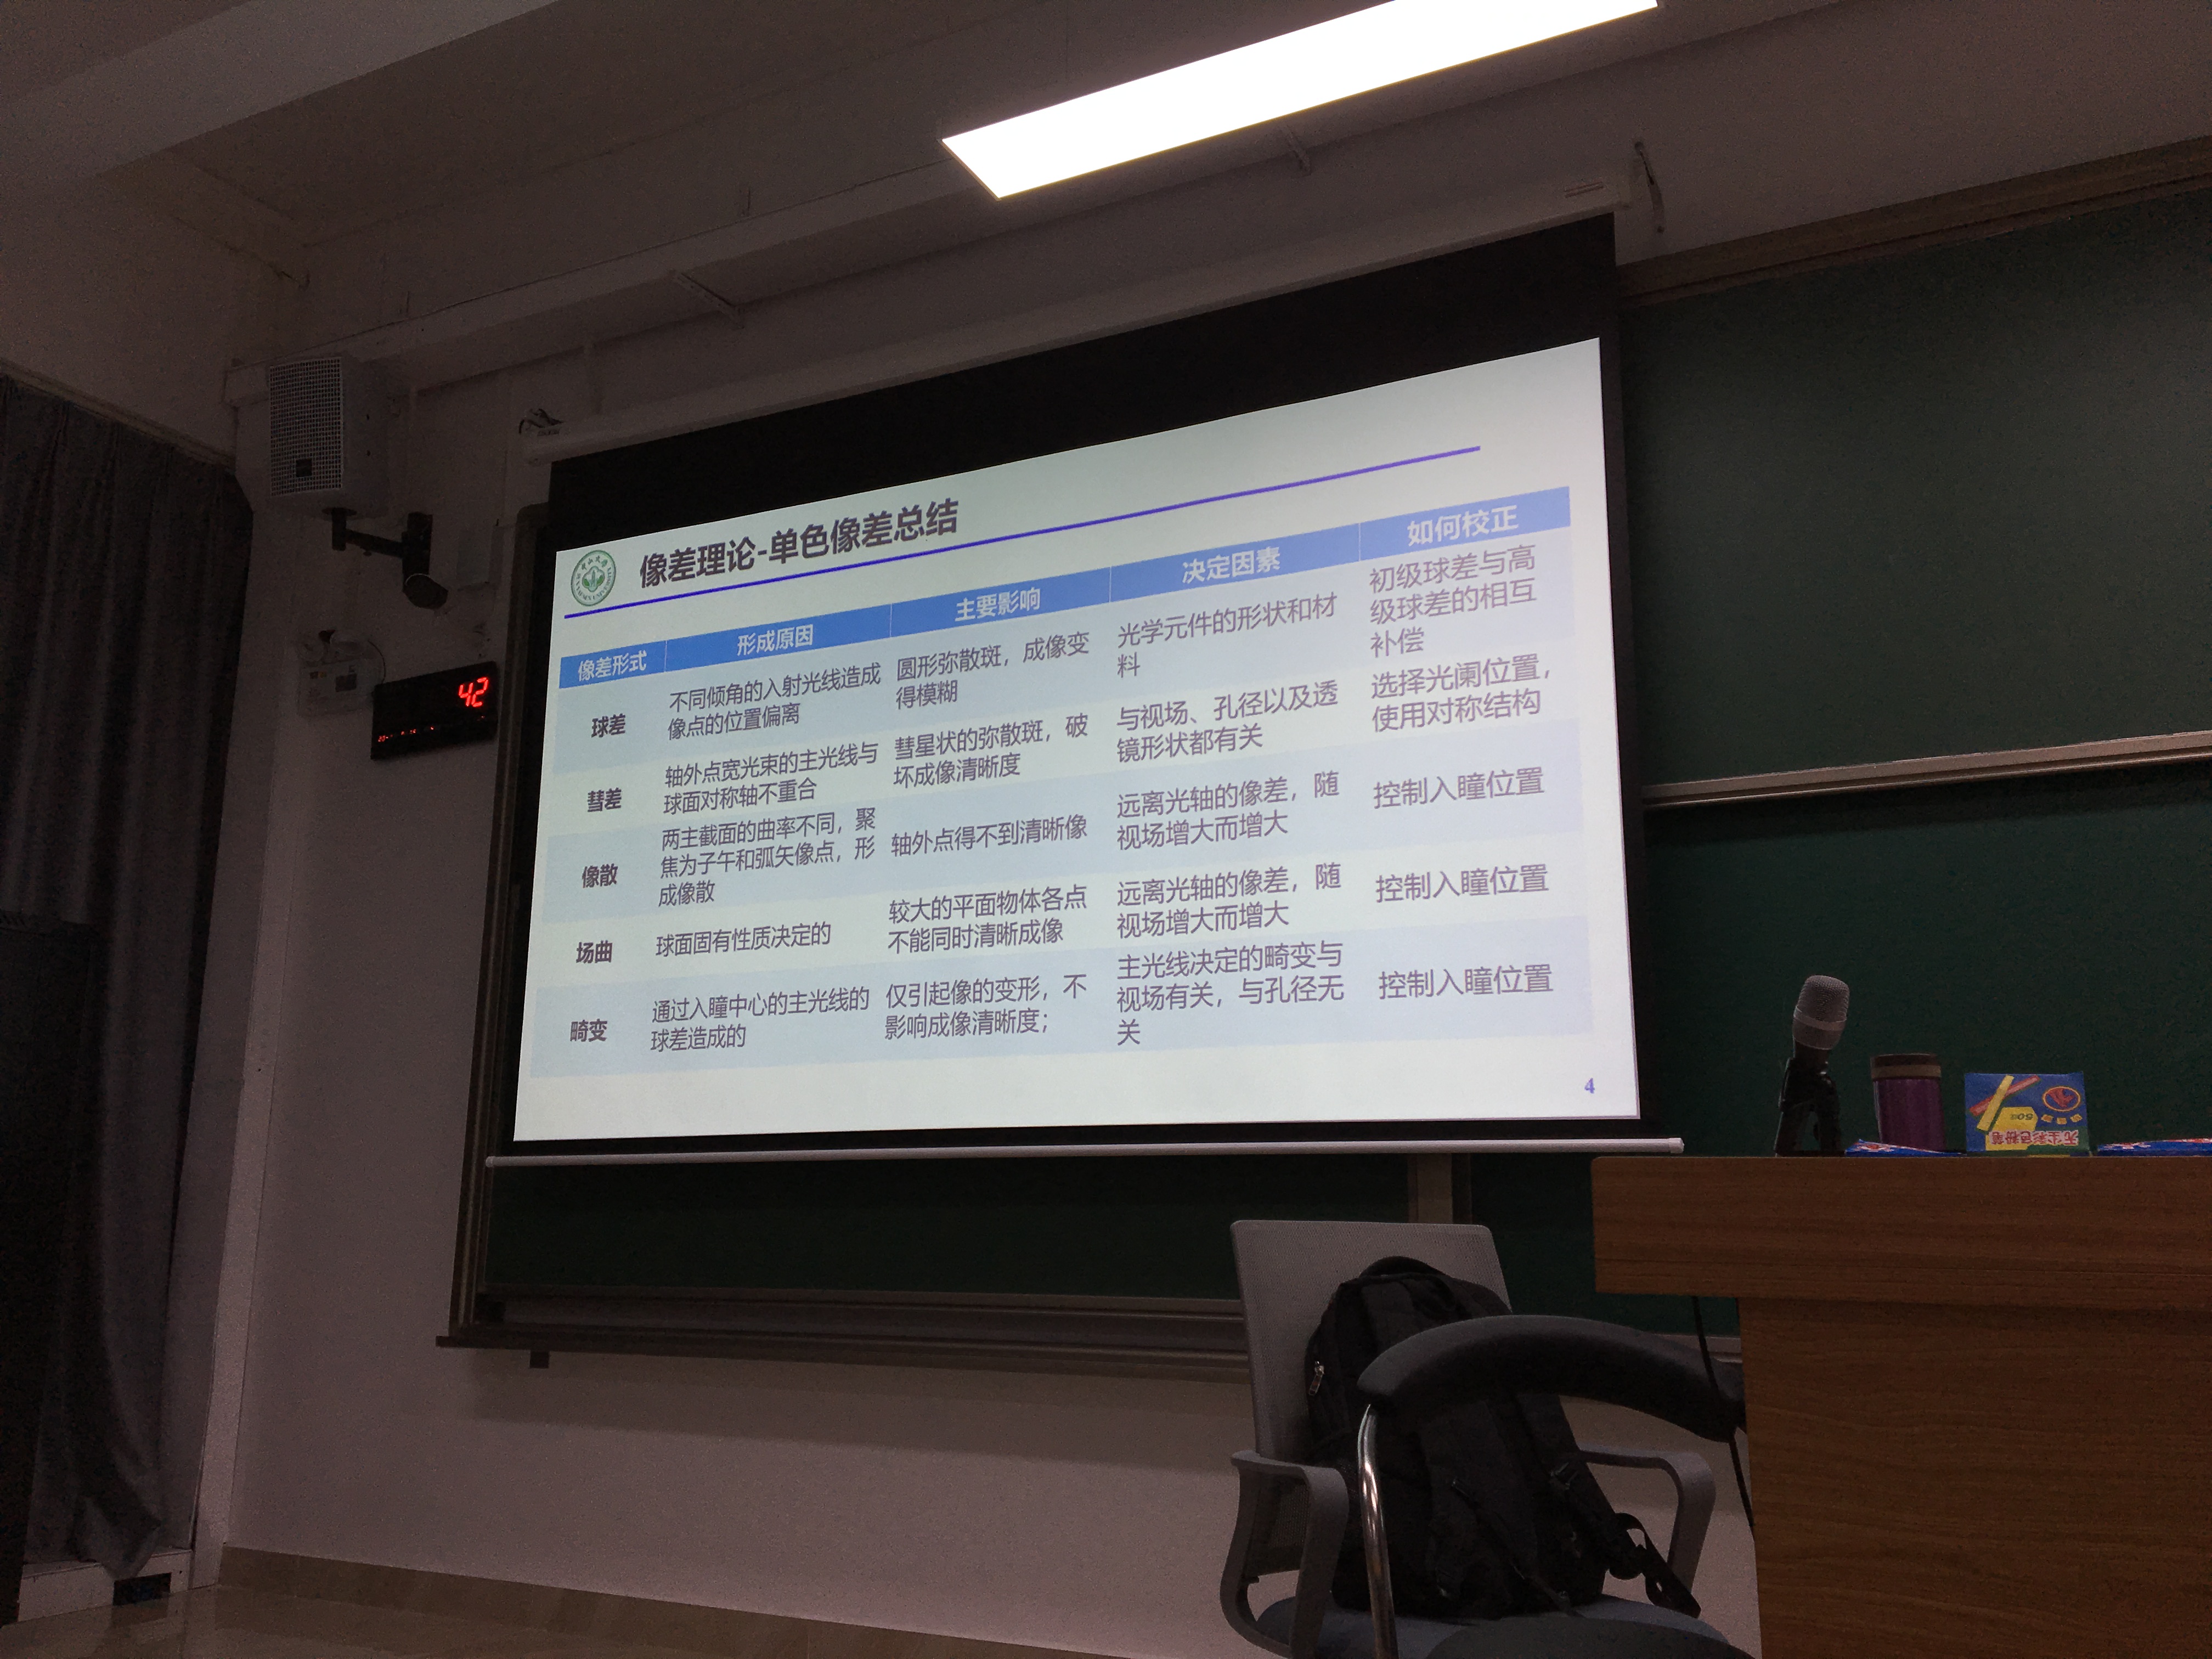 像差理论-单色像差总结
像差形式
形成原因
主要影响
决定因素
如何校正
球差
不同倾角的入射光线造成
像点的位置偏离
圆形弥散斑，成像变
得模糊
光学元件的形状和材
料
初级球差与高
级球差的相互
补偿
彗差
轴外点宽光束的主光线与
球面对称轴不重合
彗星状的弥散斑，破
坏成像清晰度
与视场、孔径以及透
镜形状都有关
选择光阑位置，
使用对称结构
像散
两主截面的曲率不同，聚
焦为子午和弧矢像点，形
成像散
轴外点得不到清晰像
远离光轴的像差，随
视场增大而增大
控制入瞳位置
场曲
球面固有性质决定的
较大的平面物体各点
不能同时清晰成像
远离光轴的像差，随
视场增大而增大
控制入瞳位置
畸变
通过入瞳中心的主光线的
球差造成的
仅引起像的变形，不
影响成像清晰度；
主光线决定的畸变与
视场有关，与孔径无
关
控制入瞳位置
4
42
50
无尘彩色粉笔